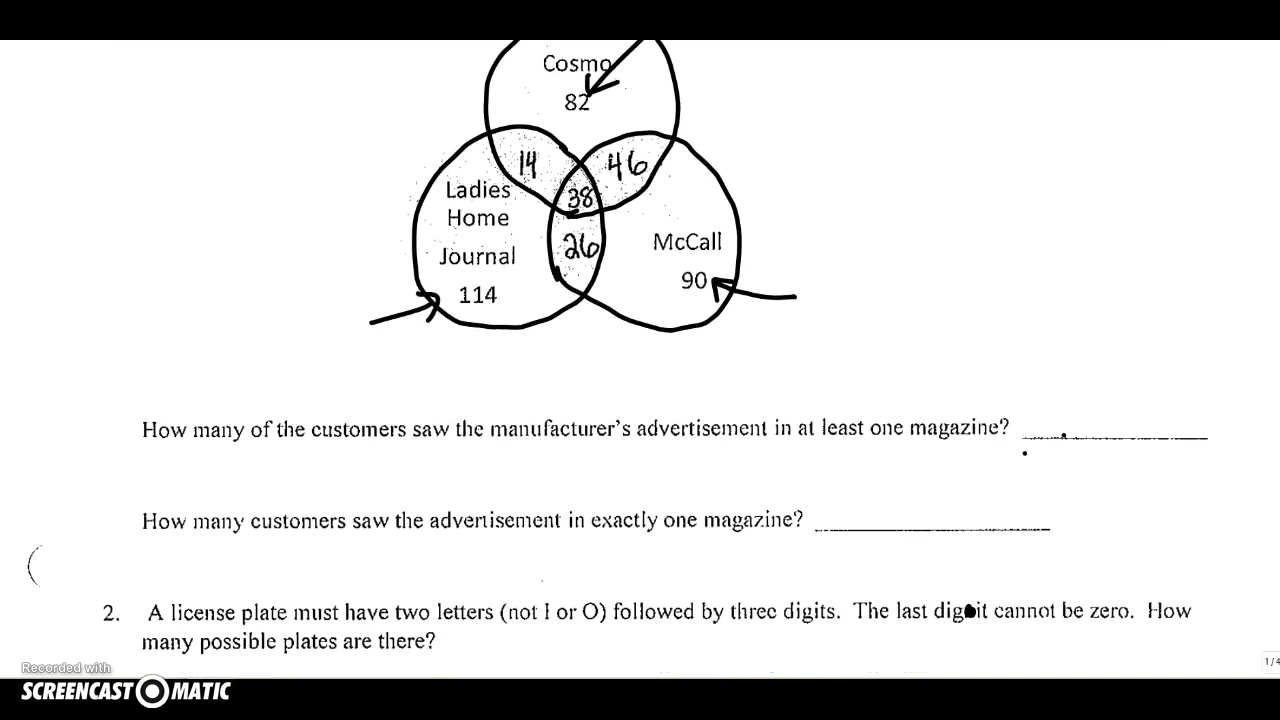 Cosmo
82
14
46
Ladies
Home
Journal
114
38
26
McCall
90
How many of the customers saw the manufacturer's advertisement in at least one magazine?
How many customers saw the advertisement in exactly one magazine?
2. A license plate must have two letters (not I or O) followed by three digits. The last digit cannot be zero. How
many possible plates are there?
1/4
Recorded with
SCREENCAST O MATIC